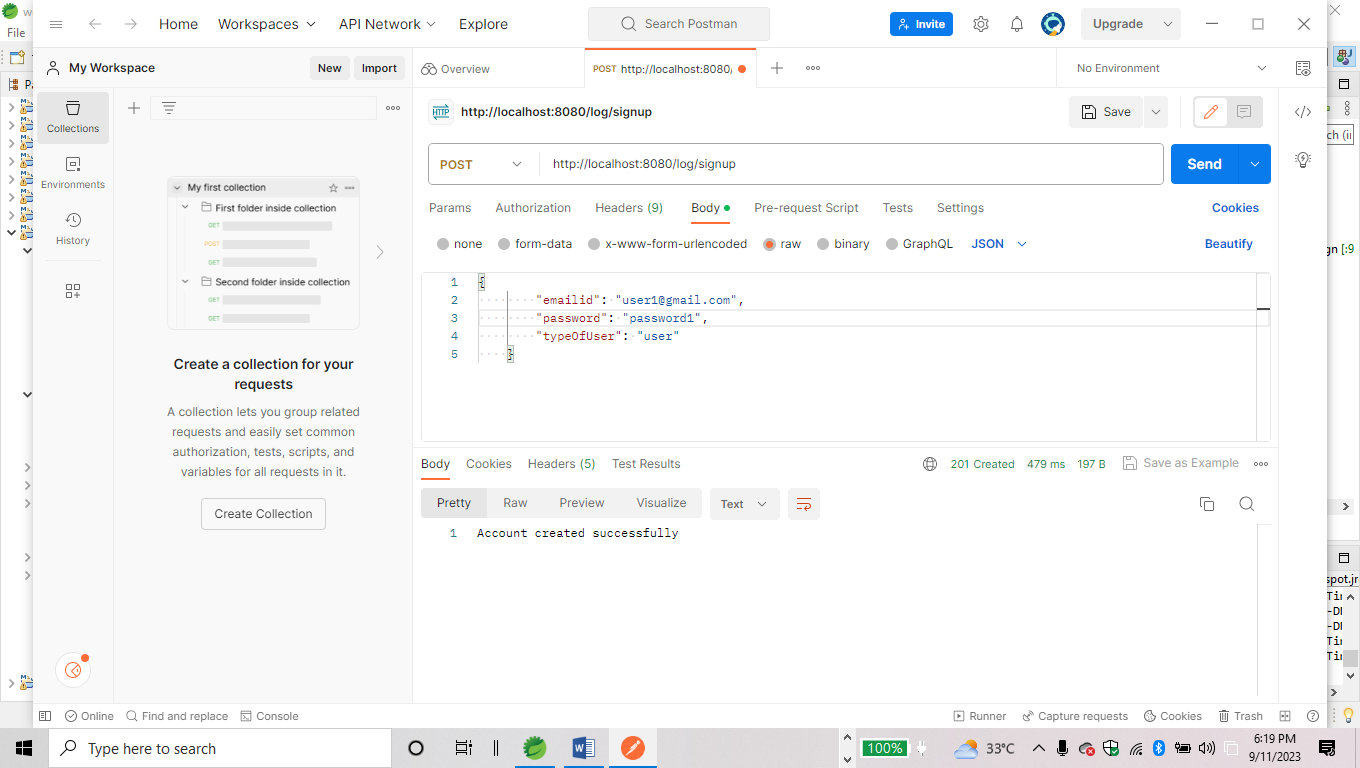 File
Home
Workspaces
API Network
Explore
Search Postman
Invite
Upgrade
My Workspace
New
Import
Overview
POST http://localhost:8080/
No Environment
Collections
Environments
History
My first collection
First folder inside collection
GET
POST
GET
Second folder inside collection
GET
GET
Create a collection for your
requests
A collection lets you group related
requests and easily set common
authorization, tests, scripts, and
variables for all requests in it.
Create Collection
HTTP
http://localhost:8080/log/signup
Save
POST
http://localhost:8080/log/signup
Send
Params
Authorization
Headers (9)
Body
Pre-request Script
Tests
Settings
Cookies
none
form-data
x-www-form-urlencoded
raw
binary
GraphQL
JSON
Beautify
1 {
2 "emailid": "user1@gmail.com",
3 "password": "password1",
4 "typeOfUser": "user"
5 }
Body
Cookies
Headers (5)
Test Results
201 Created
479 ms
197 B
Save as Example
Pretty
Raw
Preview
Visualize
Text
1 Account created successfully
Online
Find and replace
Console
Runner
Capture requests
Cookies
Trash
Type here to search
100%
33°C
6:19 PM
9/11/2023